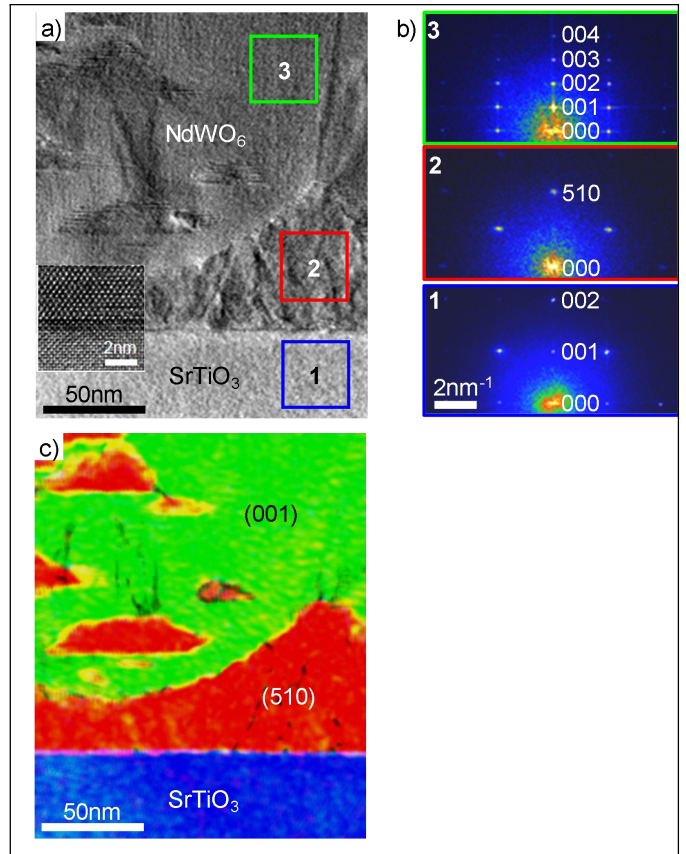 a)
3
NdWO₆
2
2nm
SrTiO₃
1
50nm
b)
3
004
003
002
001
000
2
510
000
1
002
001
2nm⁻¹
000
c)
(001)
(510)
SrTiO₃
50nm